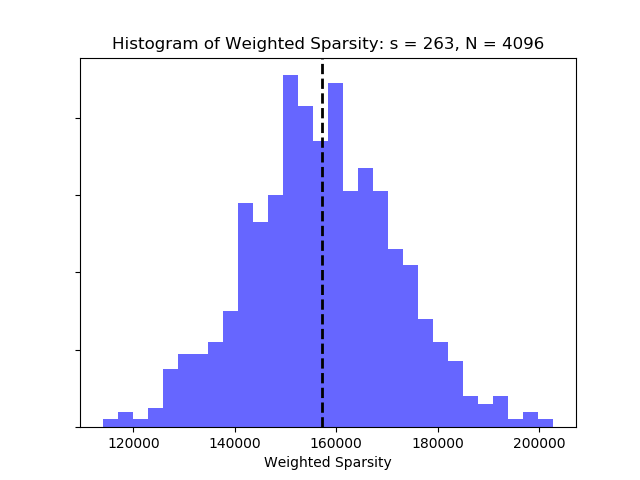 Histogram of Weighted Sparsity: s = 263, N = 4096
120000 140000 160000 180000 200000
Weighted Sparsity